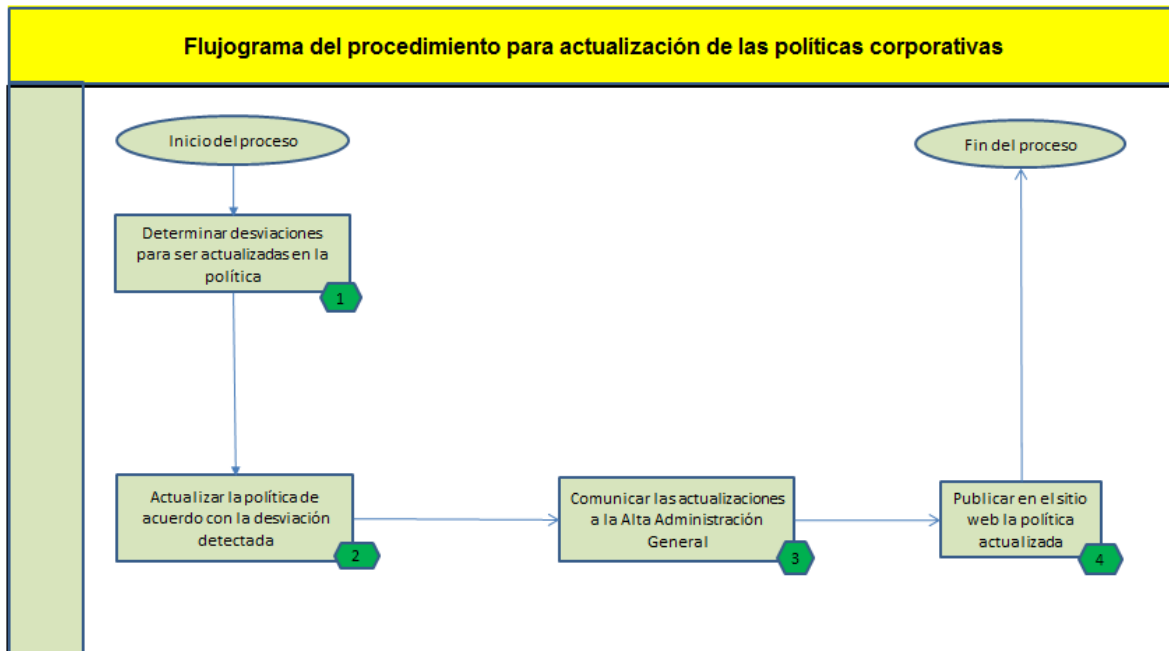 Flujograma del procedimiento para actualización de las políticas corporativas
Inicio del proceso
Fin del proceso
Determinar desviaciones
para ser actualizadas en la
política
1
Actualizar la política de
acuerdo con la desviación
detectada
2
Comunicar las actualizaciones
a la Alta Administración
General
3
Publicar en el sitio
web la política
actualizada
4